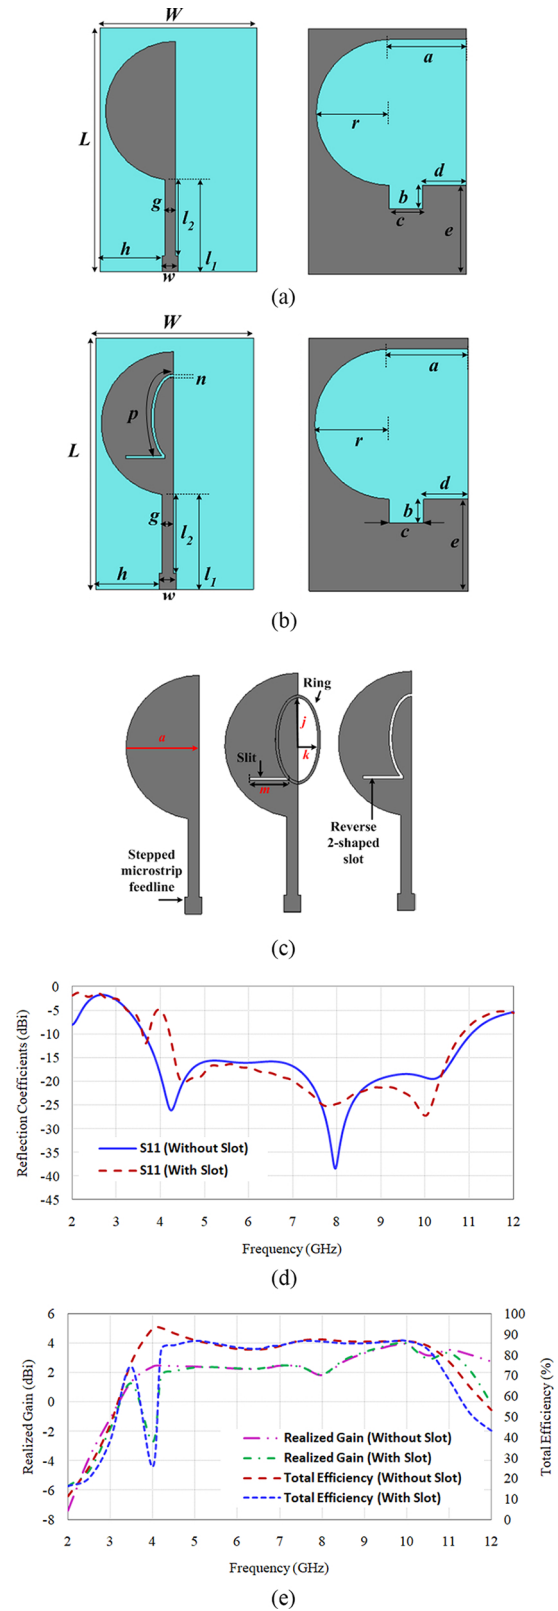 W
L
g
l2
h
l1
w
a
r
d
b
c
e
(a)
W
L
n
p
g
l2
h
l1
w
a
r
d
b
c
e
(b)
Ring
a
j
k
Slit
m
Stepped
microstrip
feedline
Reverse
2-shaped
slot
(c)
Reflection Coefficients (dBi)
0
-5
-10
-15
-20
-25
-30
-35
-40
-45
S11 (Without Slot)
S11 (With Slot)
2 3 4 5 6 7 8 9 10 11 12
Frequency (GHz)
(d)
Realized Gain (dBi)
6
4
2
0
-2
-4
-6
-8
Realized Gain (Without Slot)
Realized Gain (With Slot)
Total Efficiency (Without Slot)
Total Efficiency (With Slot)
100
90
80
70
60
50
40
30
20
10
0
Total Efficiency (%)
2 3 4 5 6 7 8 9 10 11 12
Frequency (GHz)
(e)